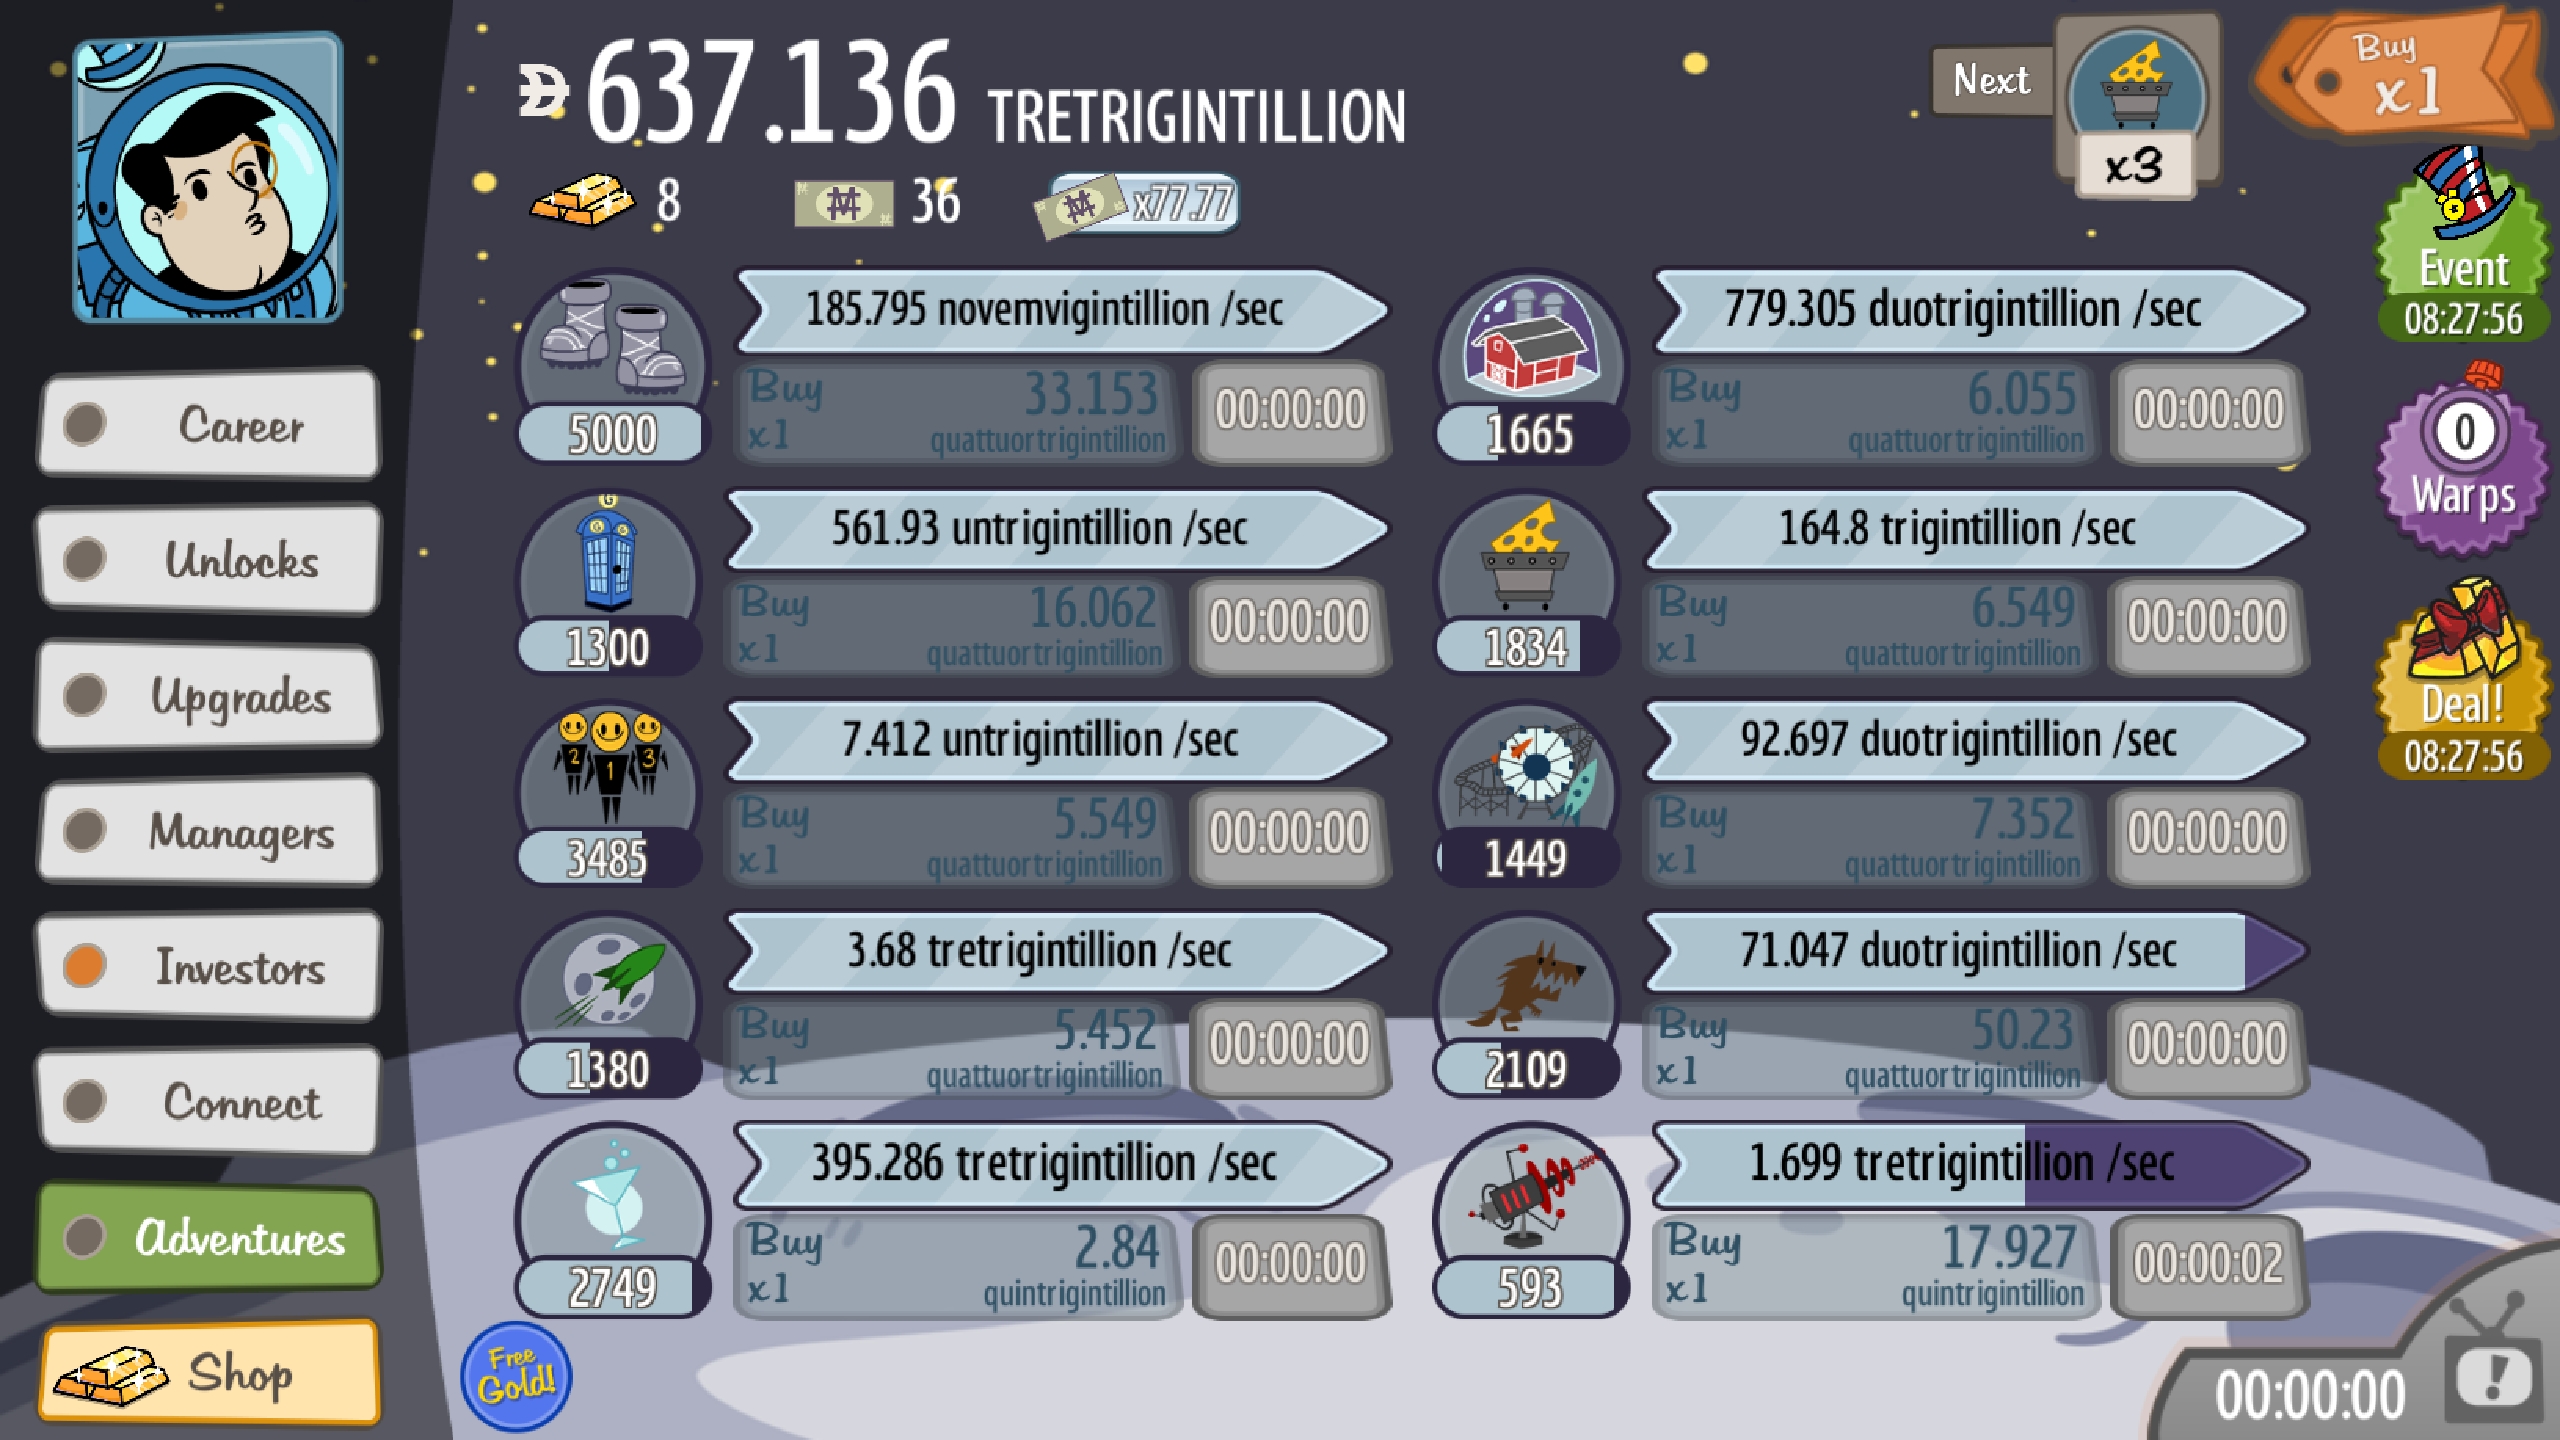 637.136 TRETRIGINTILLION
8 36 x77.77
Next
x3
Buy
x1
Career
Unlocks
Upgrades
Managers
Investors
Connect
Adventures
Shop
185.795 novemvigintillion /sec
5000
Buy
x1
33.153
quattuortrigintillion
00:00:00
779.305 duotrigintillion /sec
1665
Buy
x1
6.055
quattuortrigintillion
00:00:00
G
G G
561.93 untrigintillion /sec
1300
Buy
x1
16.062
quattuortrigintillion
00:00:00
164.8 trigintillion /sec
1834
Buy
x1
6.549
quattuortrigintillion
00:00:00
2 1 3
7.412 untrigintillion /sec
3485
Buy
x1
5.549
quattuortrigintillion
00:00:00
92.697 duotrigintillion /sec
1449
Buy
x1
7.352
quattuortrigintillion
00:00:00
3.68 tretrigintillion /sec
1380
Buy
x1
5.452
quattuortrigintillion
00:00:00
71.047 duotrigintillion /sec
2109
Buy
x1
50.23
quattuortrigintillion
00:00:00
395.286 tretrigintillion /sec
2749
Buy
x1
2.84
quintrigintillion
00:00:00
1.699 tretrigintillion /sec
593
Buy
x1
17.927
quintrigintillion
00:00:02
Event
08:27:56
0
Warps
Deal!
08:27:56
Free
Gold!
00:00:00
!